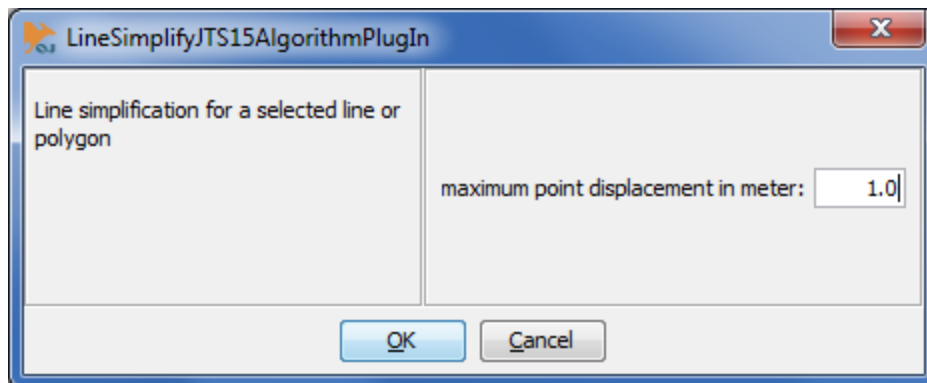 LineSimplifyJTS15AlgorithmPlugIn
Line simplification for a selected line or
polygon
maximum point displacement in meter: 1.0
OK Cancel